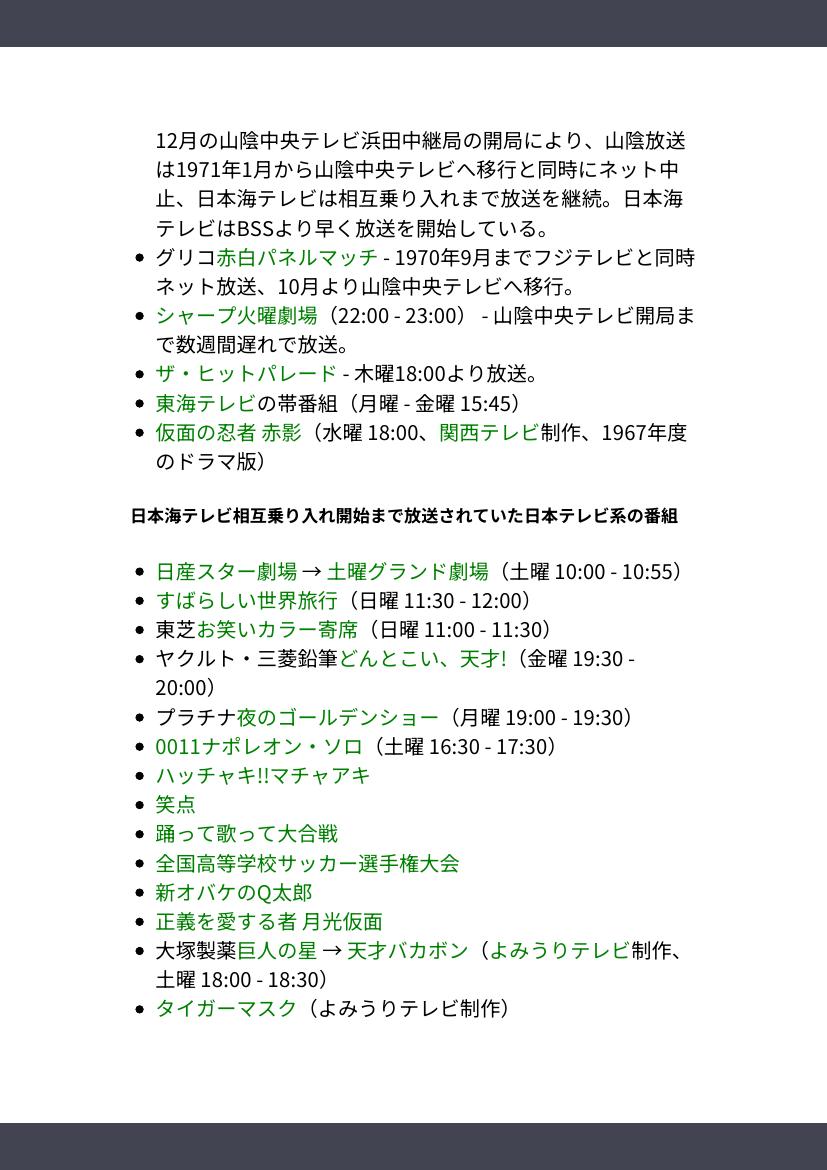 12月の山陰中央テレビ浜田中継局の開局により、山陰放送
は1971年1月から山陰中央テレビへ移行と同時にネット中
止、日本海テレビは相互乗り入れまで放送を継続。日本海
テレビはBSSより早く放送を開始している。
• グリコ赤白パネルマッチ - 1970年9月までフジテレビと同時
ネット放送、10月より山陰中央テレビへ移行。
• シャープ火曜劇場（22:00 - 23:00） - 山陰中央テレビ開局ま
で数週間遅れで放送。
• ザ・ヒットパレード - 木曜18:00より放送。
• 東海テレビの帯番組（月曜 - 金曜 15:45）
• 仮面の忍者 赤影（水曜 18:00、関西テレビ制作、1967年度
のドラマ版）
日本海テレビ相互乗り入れ開始まで放送されていた日本テレビ系の番組
• 日産スター劇場 → 土曜グランド劇場（土曜 10:00 - 10:55）
• すばらしい世界旅行（日曜 11:30 - 12:00）
• 東芝お笑いカラー寄席（日曜 11:00 - 11:30）
• ヤクルト・三菱鉛筆どんとこい、天才!（金曜 19:30 -
20:00）
• プラチナ夜のゴールデンショー（月曜 19:00 - 19:30）
• 0011ナポレオン・ソロ（土曜 16:30 - 17:30）
• ハッチャキ!!マチャアキ
• 笑点
• 踊って歌って大合戦
• 全国高等学校サッカー選手権大会
• 新オバケのQ太郎
• 正義を愛する者 月光仮面
• 大塚製薬巨人の星 → 天才バカボン（よみうりテレビ制作、
土曜 18:00 - 18:30）
• タイガーマスク（よみうりテレビ制作）